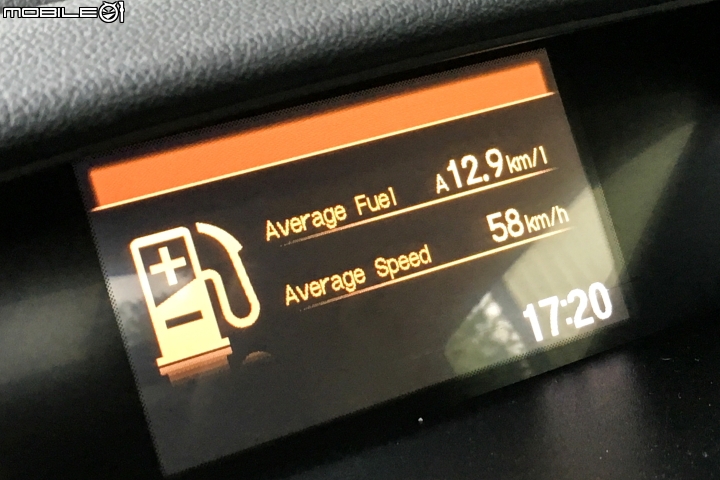 MOBILE01
Average Fuel A12.9km/l
Average Speed 58km/h
17:20